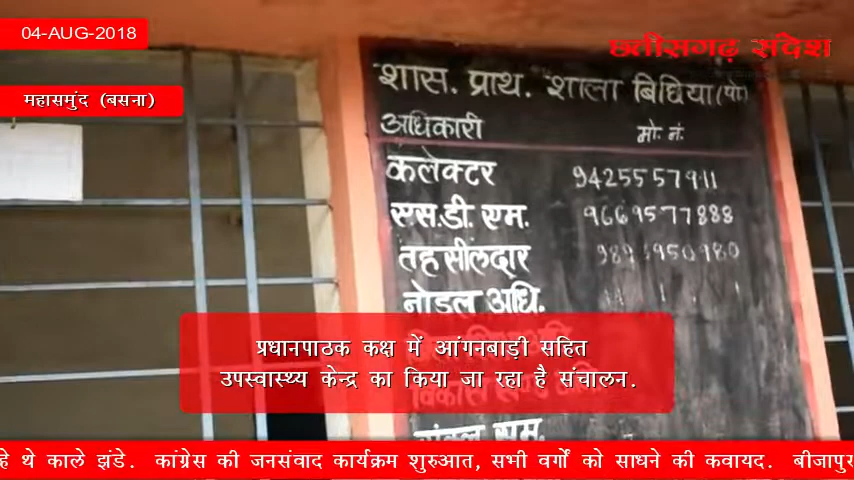 04-AUG-2018
छत्तीसगढ़ संदेश
महासमुंद (बसना)
शास. प्राथ. शाला बिछिया(पो)
अधिकारी मो. नं.
कलेक्टर 9425557911
एस.डी. एम. 9669577888
तहसीलदार
नोडल अधि.
प्रधानपाठक कक्ष में आंगनबाड़ी सहित
उपस्वास्थ्य केन्द्र का किया जा रहा है संचालन.
संकुल सम.
हे थे काले झंडे. कांग्रेस की जनसंवाद कार्यक्रम शुरुआत, सभी वर्गों को साधने की कवायद. बीजापुर